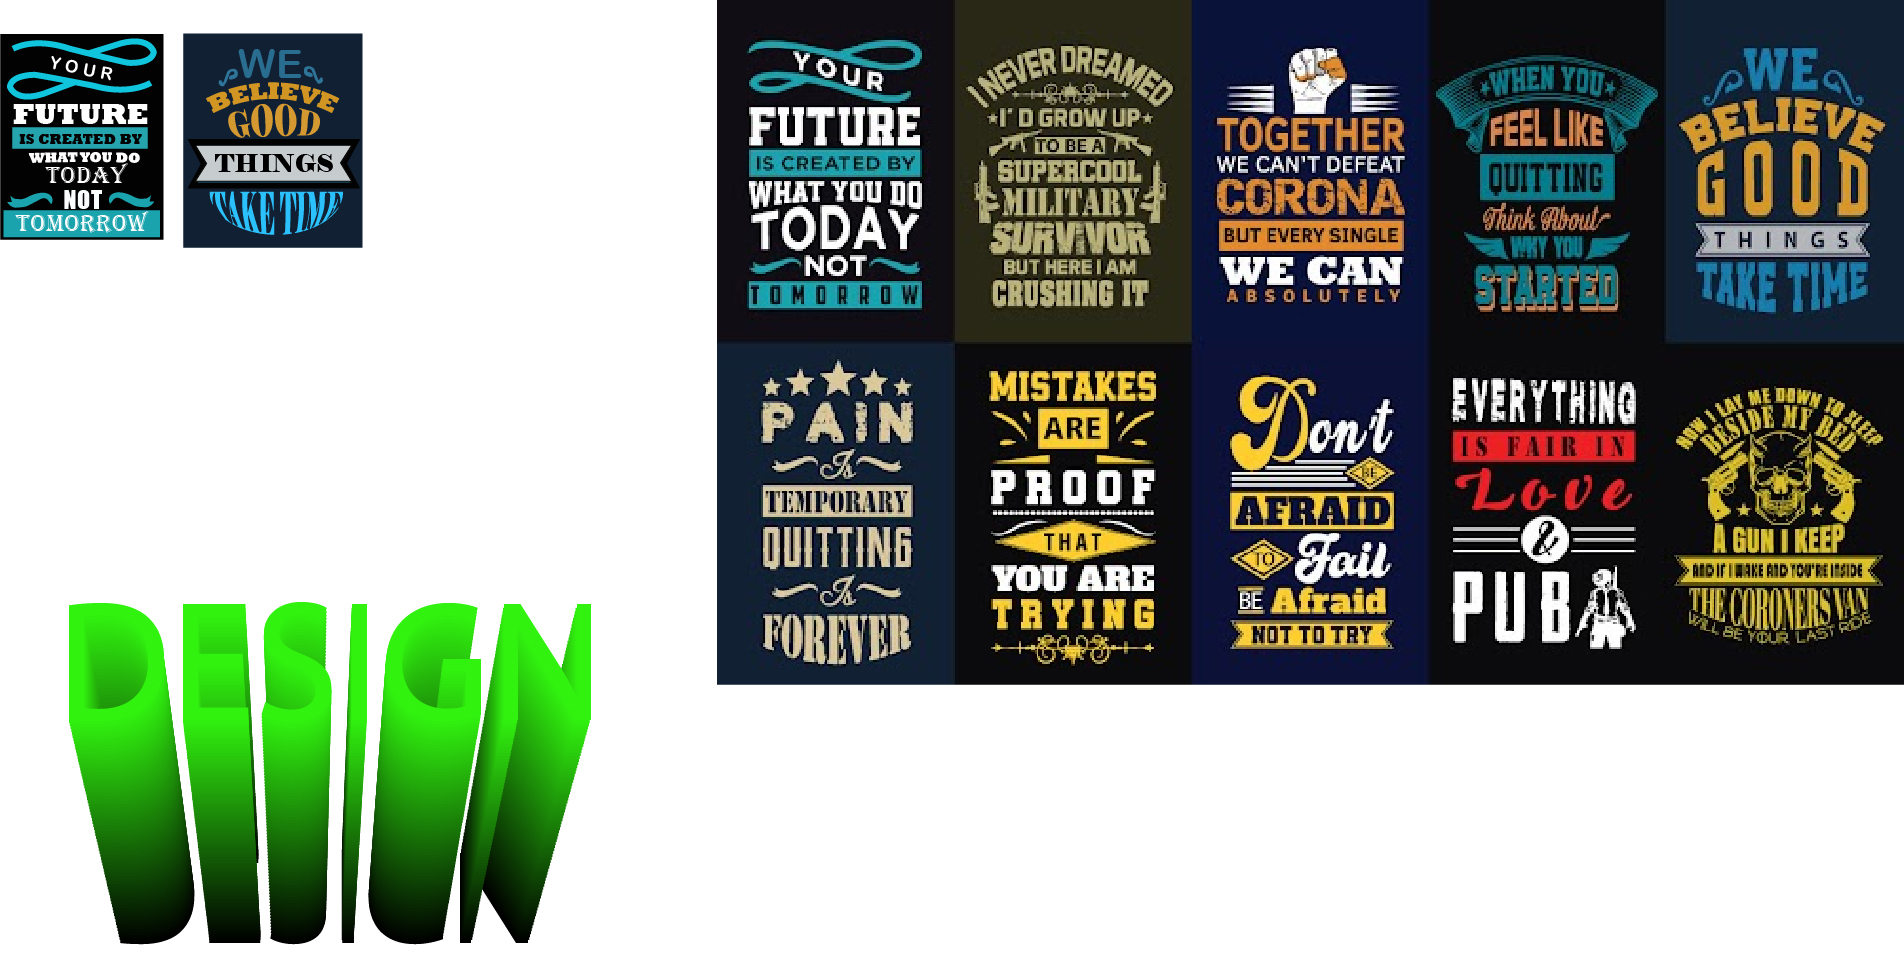 YOUR
FUTURE
IS CREATED BY
WHAT YOU DO
TODAY
NOT
TOMORROW
WE
BELIEVE
GOOD
THINGS
TAKE TIME
YOUR
FUTURE
IS CREATED BY
WHAT YOU DO
TODAY
NOT
TOMORROW
I NEVER DREAMED
I'D GROW UP
TO BE A
SUPERCOOL
MILITARY
SURVIVOR
BUT HERE I AM
CRUSHING IT
TOGETHER
WE CAN'T DEFEAT
CORONA
BUT EVERY SINGLE
WE CAN
ABSOLUTELY
WHEN YOU
FEEL LIKE
QUITTING
Think About
WHY YOU
STARTED
WE
BELIEVE
GOOD
THINGS
TAKE TIME
PAIN
Is
TEMPORARY
QUITTING
Is
FOREVER
MISTAKES
ARE
PROOF
THAT
YOU ARE
TRYING
Don't
BE
AFRAID
TO Fail
BE Afraid
NOT TO TRY
EVERYTHING
IS FAIR IN
Love
&
PUB
NOW I LAY ME DOWN TO SLEEP
BESIDE MY BED
A GUN I KEEP
AND IF I WAKE AND YOU'RE INSIDE
THE CORONERS VAN
WILL BE YOUR LAST RIDE
DESIGN